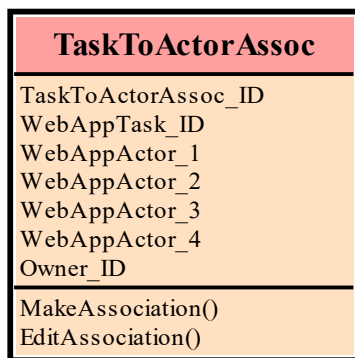 TaskToActorAssoc
TaskToActorAssoc_ID
WebAppTask_ID
WebAppActor_1
WebAppActor_2
WebAppActor_3
WebAppActor_4
Owner_ID
MakeAssociation()
EditAssociation()